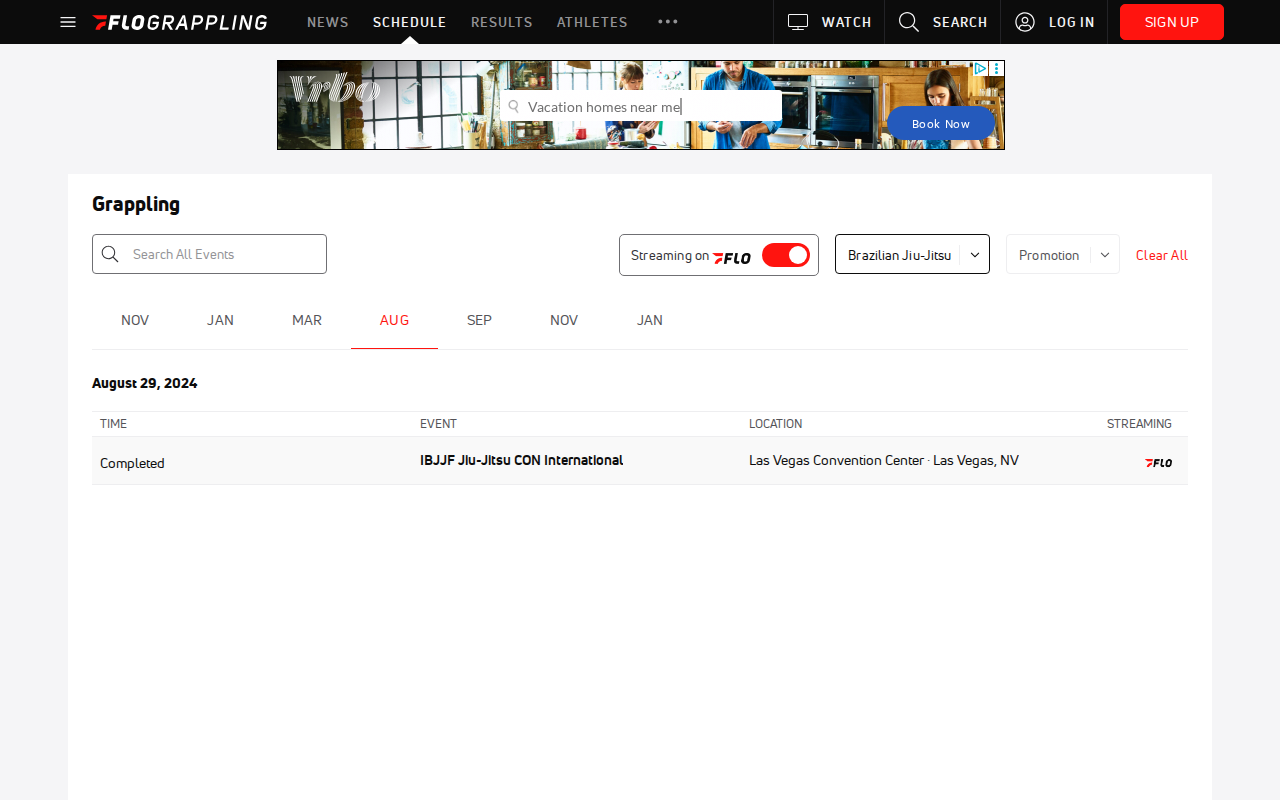 FLOGRAPPLING NEWS SCHEDULE RESULTS ATHLETES WATCH SEARCH LOG IN SIGN UP
Vrbo
Vacation homes near me
Book Now
Grappling
Search All Events
Streaming on FLO
Brazilian Jiu-Jitsu
Promotion
Clear All
NOV JAN MAR AUG SEP NOV JAN
August 29, 2024
TIME EVENT LOCATION STREAMING
Completed IBJJF Jiu-Jitsu CON International Las Vegas Convention Center · Las Vegas, NV FLO